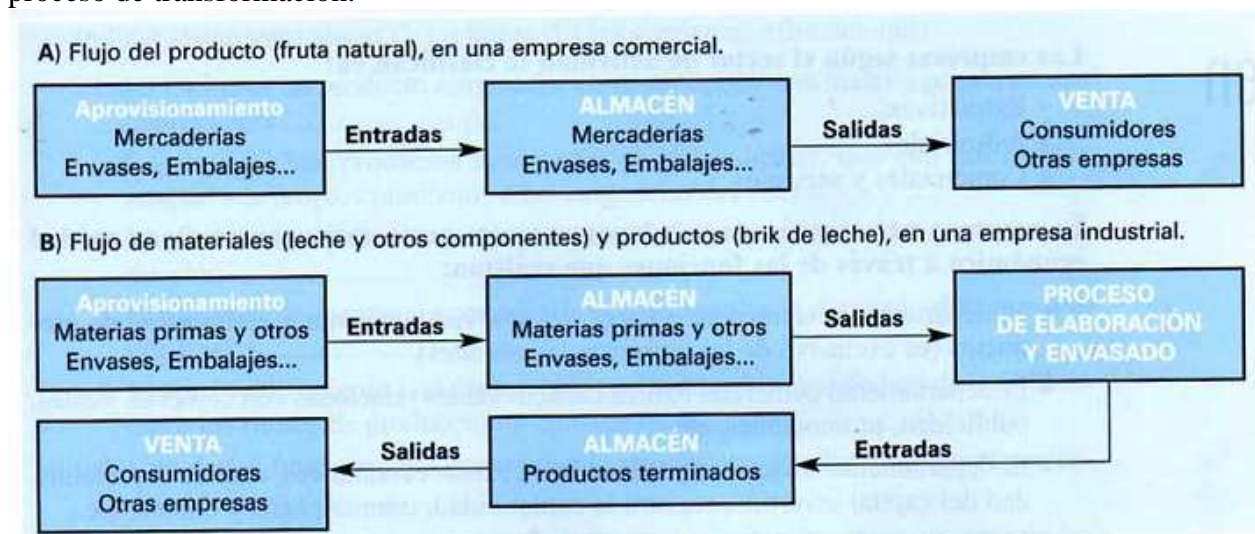 proceso de transformación.
A) Flujo del producto (fruta natural), en una empresa comercial.
Aprovisionamiento
Mercaderías
Envases, Embalajes...
Entradas
ALMACÉN
Mercaderías
Envases, Embalajes...
Salidas
VENTA
Consumidores
Otras empresas
B) Flujo de materiales (leche y otros componentes) y productos (brik de leche), en una empresa industrial.
Aprovisionamiento
Materias primas y otros
Envases, Embalajes...
Entradas
ALMACÉN
Materias primas y otros
Envases, Embalajes...
Salidas
PROCESO
DE ELABORACIÓN
Y ENVASADO
Entradas
ALMACÉN
Productos terminados
Salidas
VENTA
Consumidores
Otras empresas